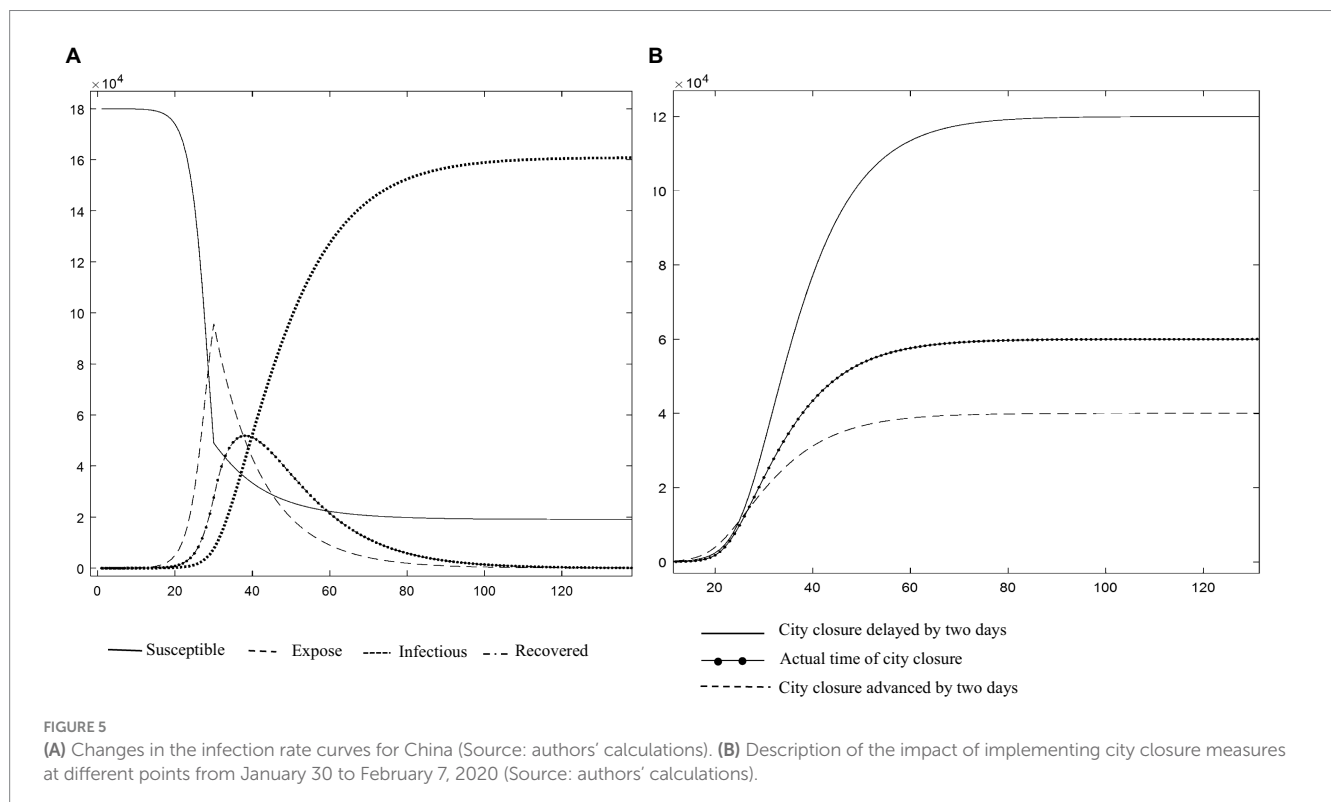 A
×10⁴
18
16
14
12
10
8
6
4
2
0
0 20 40 60 80 100 120
Susceptible Expose Infectious Recovered
B
×10⁴
12
10
8
6
4
2
0
20 40 60 80 100 120
City closure delayed by two days
Actual time of city closure
City closure advanced by two days
FIGURE 5
(A) Changes in the infection rate curves for China (Source: authors' calculations). (B) Description of the impact of implementing city closure measures
at different points from January 30 to February 7, 2020 (Source: authors' calculations).